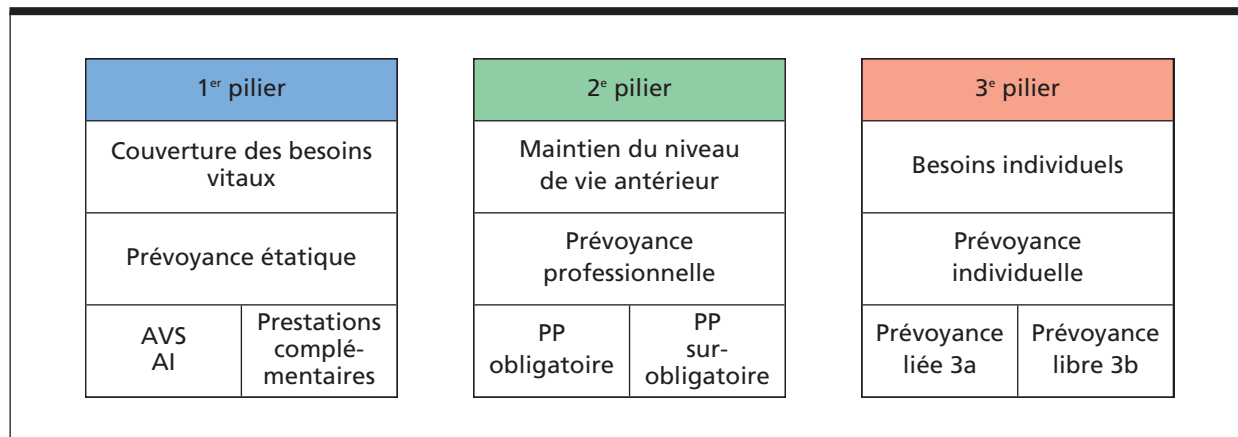 1er pilier
Couverture des besoins
vitaux
Prévoyance étatique
AVS
AI
Prestations
complé-
mentaires
2e pilier
Maintien du niveau
de vie antérieur
Prévoyance
professionnelle
PP
obligatoire
PP
sur-
obligatoire
3e pilier
Besoins individuels
Prévoyance
individuelle
Prévoyance
liée 3a
Prévoyance
libre 3b